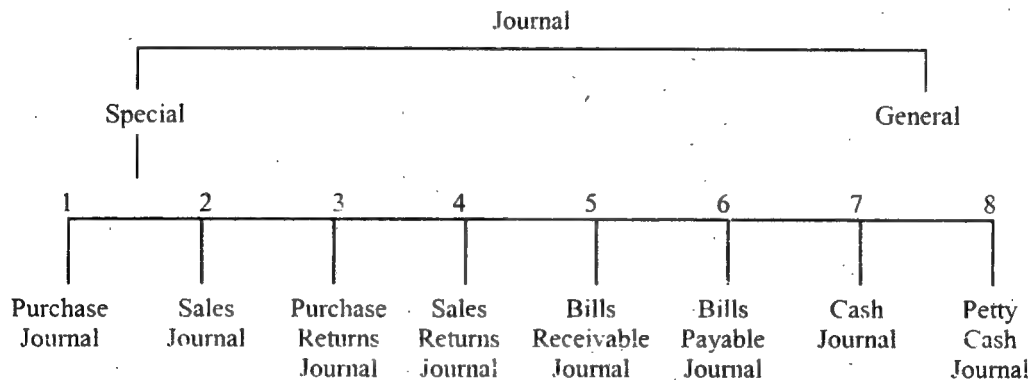 Journal
Special
General
1 2 3 4 5 6 7 8
Purchase Journal
Sales Journal
Purchase Returns Journal
Sales Returns journal
Bills Receivable Journal
Bills Payable Journal
Cash Journal
Petty Cash Journal